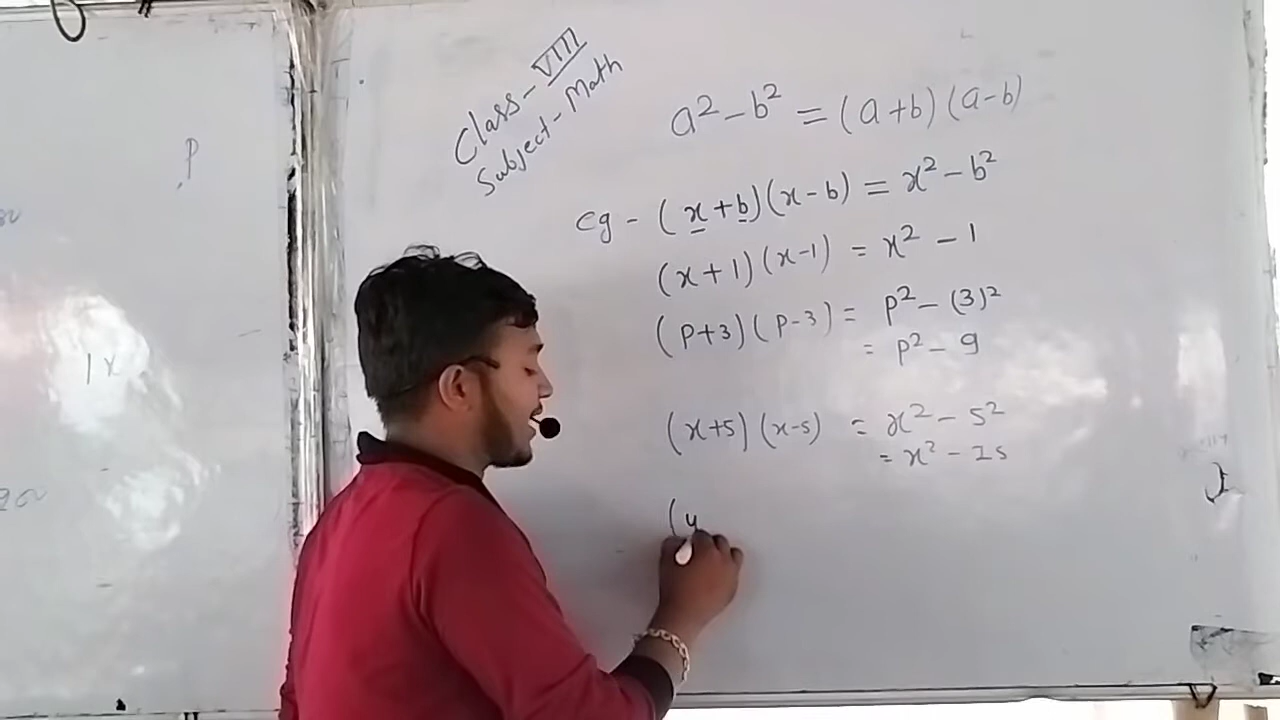 Class - VIII
Subject - Math
a² - b² = (a+b) (a-b)
eg - (x+b)(x-b) = x² - b²
(x+1)(x-1) = x² - 1
(p+3)(p-3) = p² - (3)²
= p² - 9
(x+5)(x-5) = x² - 5²
= x² - 25
(y
P
1x